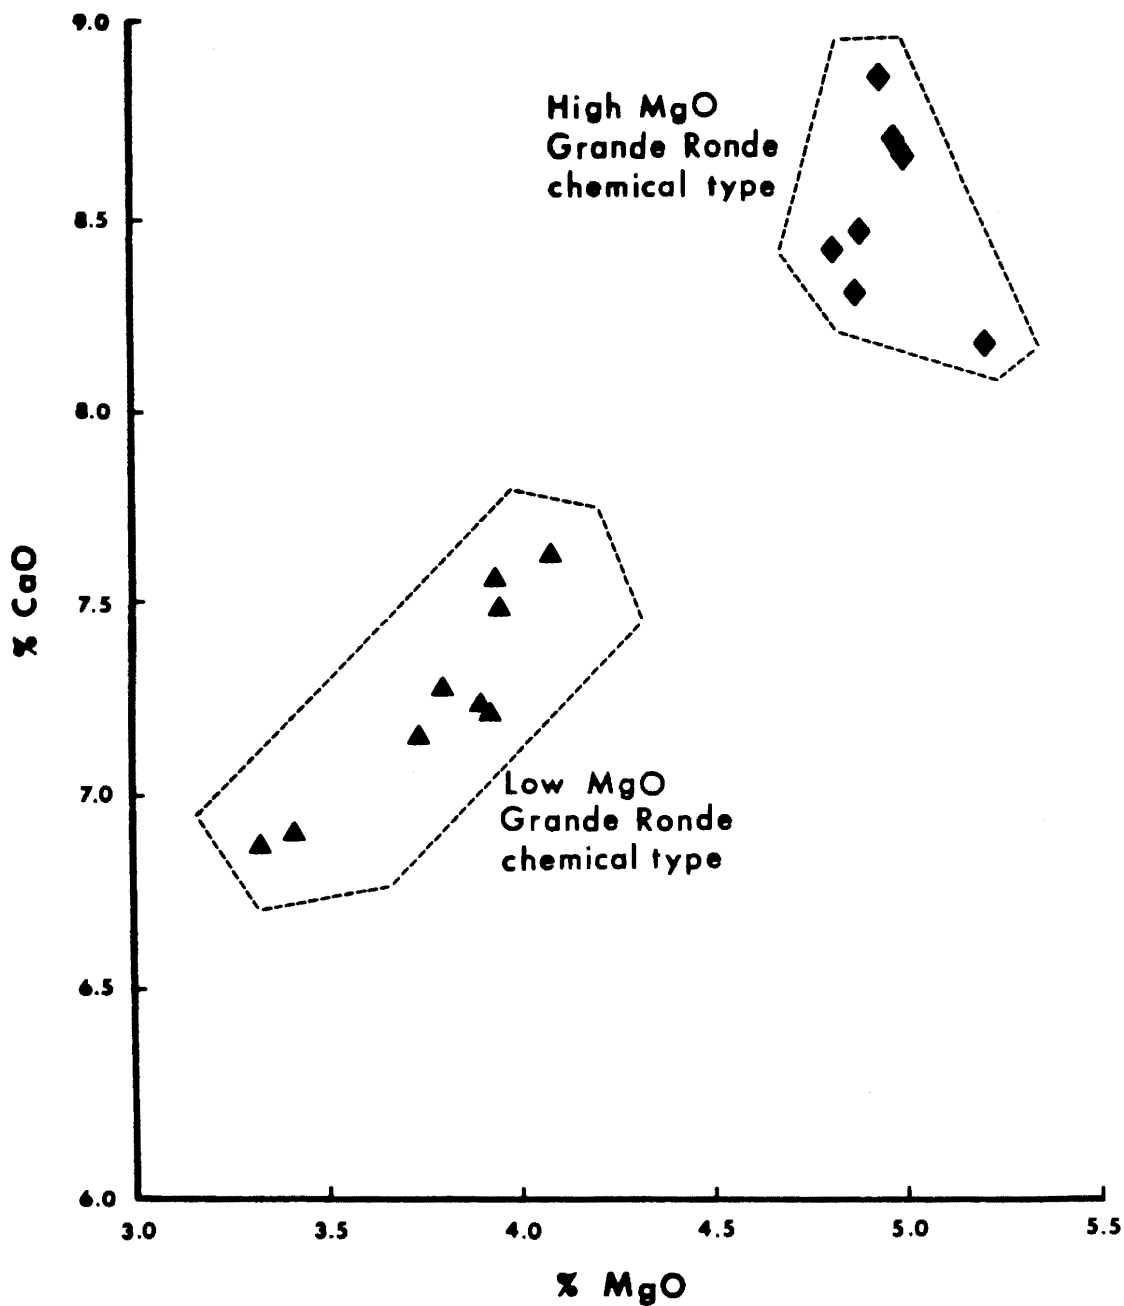 9.0
High MgO
Grande Ronde
chemical type
8.5
8.0
% CaO
7.5
7.0
Low MgO
Grande Ronde
chemical type
6.5
6.0
3.0 3.5 4.0 4.5 5.0 5.5
% MgO